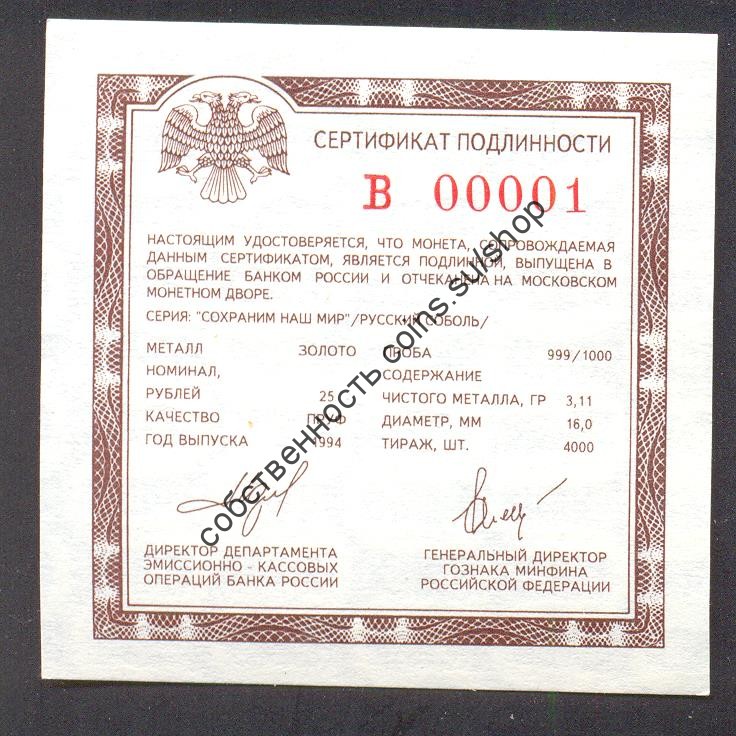 СЕРТИФИКАТ ПОДЛИННОСТИ
В 00001
НАСТОЯЩИМ УДОСТОВЕРЯЕТСЯ, ЧТО МОНЕТА, СОПРОВОЖДАЕМАЯ
ДАННЫМ СЕРТИФИКАТОМ, ЯВЛЯЕТСЯ ПОДЛИННОЙ, ВЫПУЩЕНА В
ОБРАЩЕНИЕ БАНКОМ РОССИИ И ОТЧЕКАНЕНА НА МОСКОВСКОМ
МОНЕТНОМ ДВОРЕ.
СЕРИЯ: "СОХРАНИМ НАШ МИР"/РУССКИЙ СОБОЛЬ/
МЕТАЛЛ ЗОЛОТО ПРОБА 999/1000
НОМИНАЛ, СОДЕРЖАНИЕ
РУБЛЕЙ 25 ЧИСТОГО МЕТАЛЛА, ГР 3,11
КАЧЕСТВО ПРУФ ДИАМЕТР, ММ 16,0
ГОД ВЫПУСКА 1994 ТИРАЖ, ШТ. 4000
собственность coins.su/shop
ДИРЕКТОР ДЕПАРТАМЕНТА
ЭМИССИОННО - КАССОВЫХ
ОПЕРАЦИЙ БАНКА РОССИИ
ГЕНЕРАЛЬНЫЙ ДИРЕКТОР
ГОЗНАКА МИНФИНА
РОССИЙСКОЙ ФЕДЕРАЦИИ